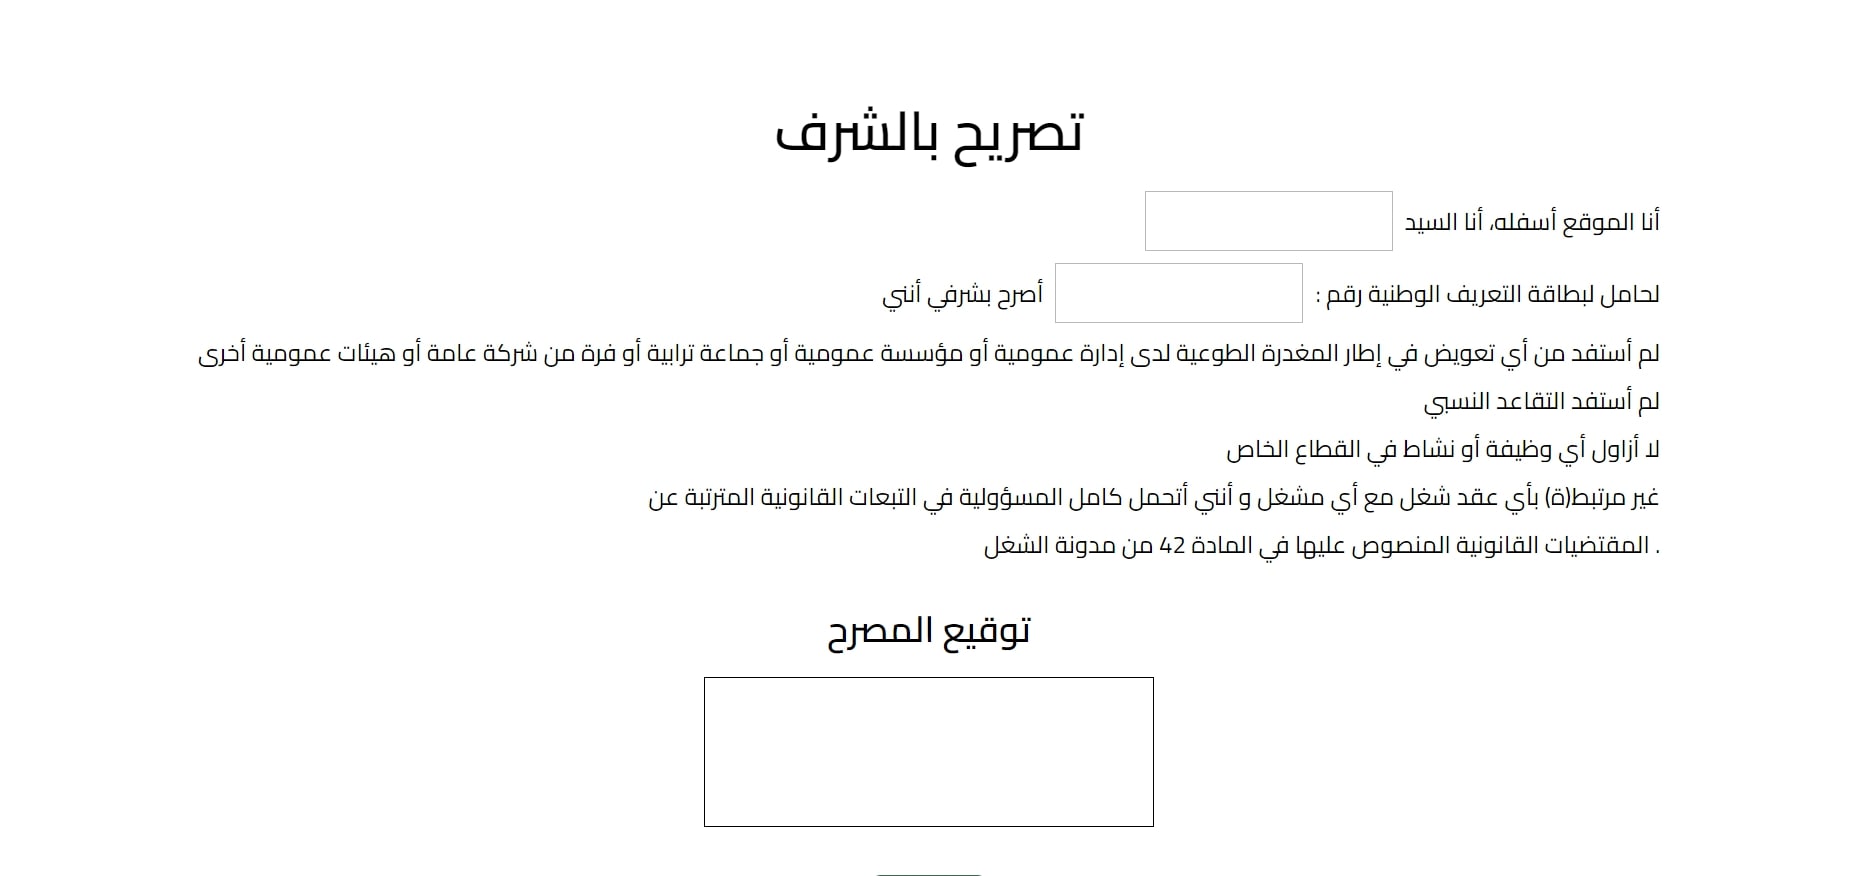 تصريح بالشرف
أنا الموقع أسفله، أنا السيد
لحامل لبطاقة التعريف الوطنية رقم : أصرح بشرفي أنني
لم أستفد من أي تعويض في إطار المغدرة الطوعية لدى إدارة عمومية أو مؤسسة عمومية أو جماعة ترابية أو فرة من شركة عامة أو هيئات عمومية أخرى
لم أستفد التقاعد النسبي
لا أزاول أي وظيفة أو نشاط في القطاع الخاص
غير مرتبط(ة) بأي عقد شغل مع أي مشغل و أنني أتحمل كامل المسؤولية في التبعات القانونية المترتبة عن
. المقتضيات القانونية المنصوص عليها في المادة 42 من مدونة الشغل
توقيع المصرح